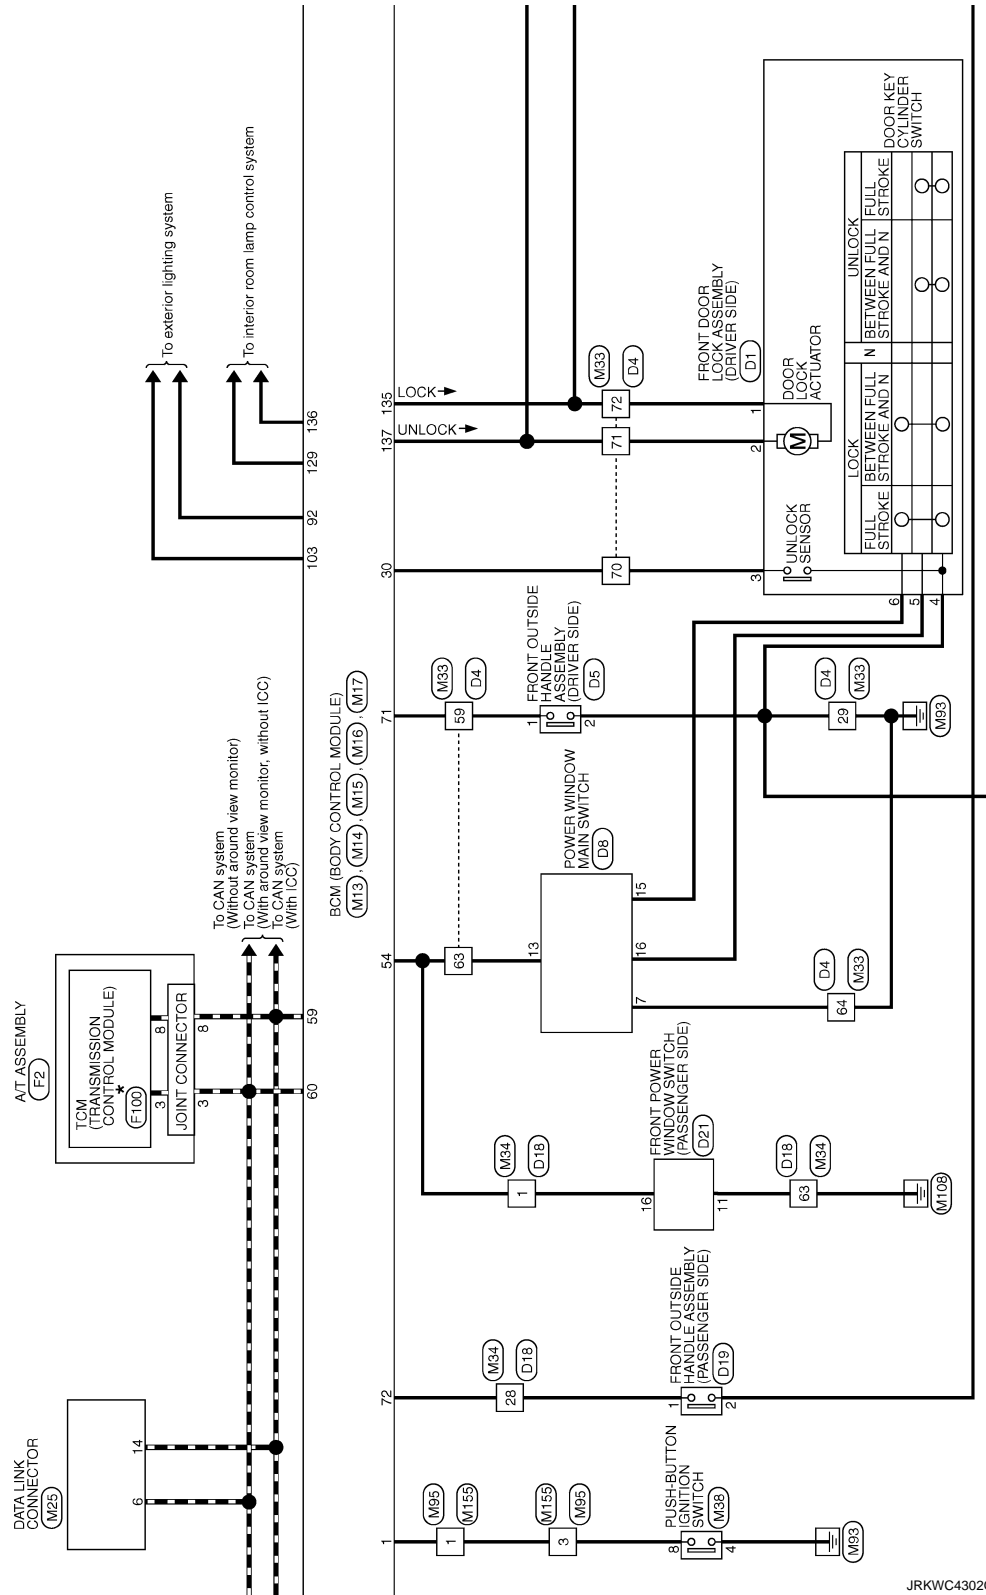 DATA LINK
CONNECTOR
M25
6
14
A/T ASSEMBLY
F2
TCM
(TRANSMISSION
CONTROL MODULE)
*
F100
3
8
JOINT CONNECTOR
3
8
60
59
To CAN system
(Without around view monitor)
To CAN system
(With around view monitor, without ICC)
To CAN system
(With ICC)
To exterior lighting system
To interior room lamp control system
103
92
129
136
BCM (BODY CONTROL MODULE)
M13 , M14 , M15 , M16 , M17
1
72
54
71
30
137
135
UNLOCK
LOCK
M95
M155
1
M155
M95
3
PUSH-BUTTON
IGNITION
SWITCH
M38
8
4
M93
M34
D18
28
FRONT OUTSIDE
HANDLE ASSEMBLY
(PASSENGER SIDE)
D19
1
2
M34
D18
1
FRONT POWER
WINDOW SWITCH
(PASSENGER SIDE)
D21
16
11
D18
M34
63
M108
63
13
POWER WINDOW
MAIN SWITCH
D8
7
16
15
D4
M33
64
M33
D4
59
FRONT OUTSIDE
HANDLE
ASSEMBLY
(DRIVER SIDE)
D5
1
2
D4
M33
29
M93
70
71
72
M33
D4
FRONT DOOR
LOCK ASSEMBLY
(DRIVER SIDE)
D1
3
2
1
UNLOCK
SENSOR
M
DOOR
LOCK
ACTUATOR
4
5
6
LOCK
N
UNLOCK
FULL
STROKE
BETWEEN FULL
STROKE AND N
BETWEEN FULL
STROKE AND N
FULL
STROKE
DOOR KEY
CYLINDER
SWITCH